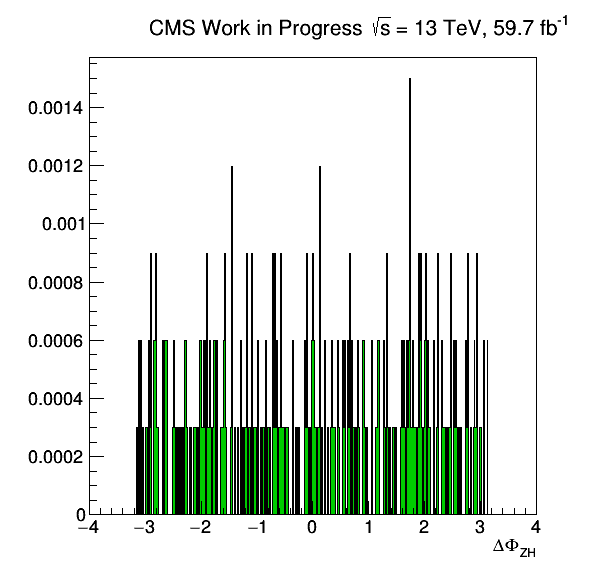 CMS Work in Progress √s = 13 TeV, 59.7 fb⁻¹
0.0014
0.0012
0.001
0.0008
0.0006
0.0004
0.0002
0
−4 −3 −2 −1 0 1 2 3 4
ΔΦ_ZH